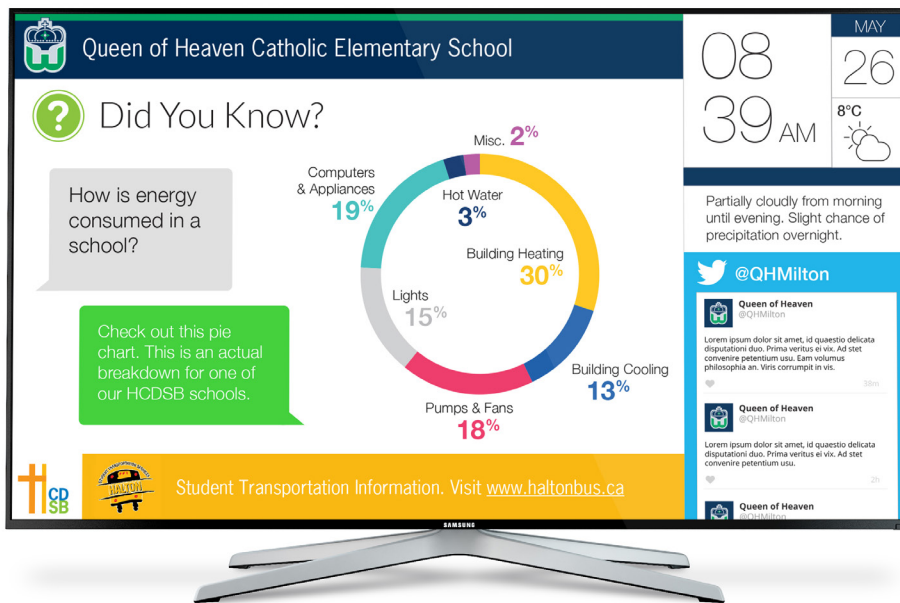 Queen of Heaven Catholic Elementary School
Did You Know?
How is energy
consumed in a
school?
Check out this pie
chart. This is an actual
breakdown for one of
our HCDSB schools.
Misc. 2%
Computers
& Appliances
19%
Hot Water
3%
Building Heating
30%
Lights
15%
Building Cooling
13%
Pumps & Fans
18%
CD
SB
HALTON
Student Transportation Information. Visit www.haltonbus.ca
08
39 AM
MAY
26
8°C
Partially cloudly from morning
until evening. Slight chance of
precipitation overnight.
@QHMilton
Queen of Heaven
@QHMilton
Lorem ipsum dolor sit amet, id quaestio delicata
disputationi duo. Prima veritus ei vix. Ad stet
convenire petentium usu. Eam volumus
philosophia an. Viris corrumpit in vis.
38m
Queen of Heaven
@QHMilton
Lorem ipsum dolor sit amet, id quaestio delicata
disputationi duo. Prima veritus ei vix. Ad stet
convenire petentium usu.
2h
Queen of Heaven
@QHMilton
SAMSUNG